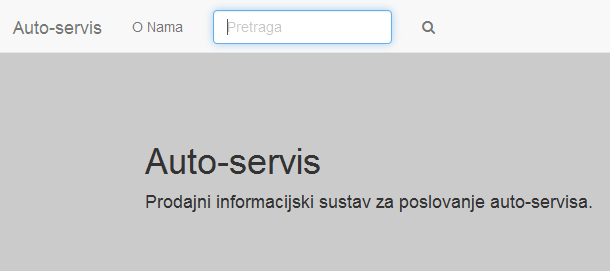 Auto-servis O Nama Pretraga
Auto-servis
Prodajni informacijski sustav za poslovanje auto-servisa.